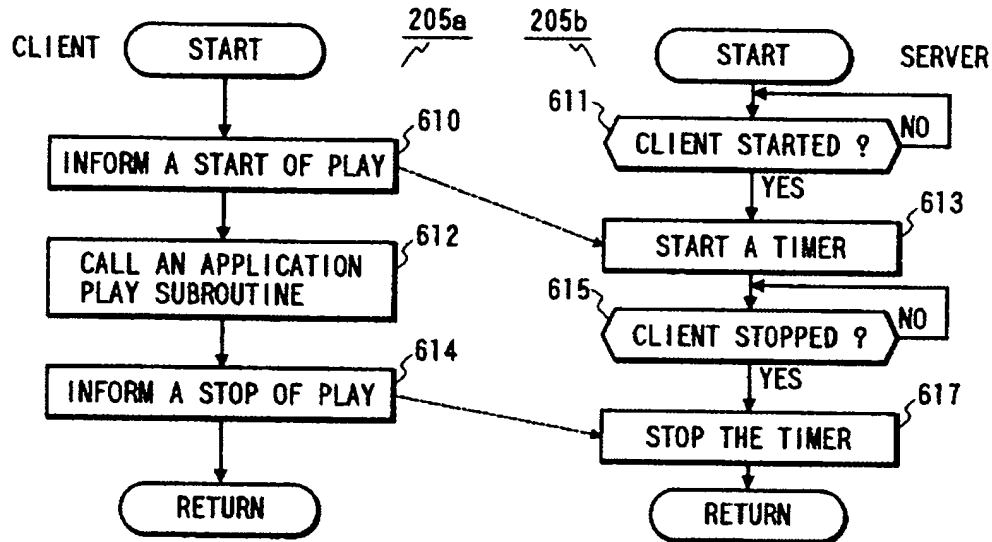 CLIENT
START
205a
610
INFORM A START OF PLAY
612
CALL AN APPLICATION
PLAY SUBROUTINE
614
INFORM A STOP OF PLAY
RETURN
205b
START
SERVER
611
CLIENT STARTED ?
NO
YES
613
START A TIMER
615
CLIENT STOPPED ?
NO
YES
617
STOP THE TIMER
RETURN